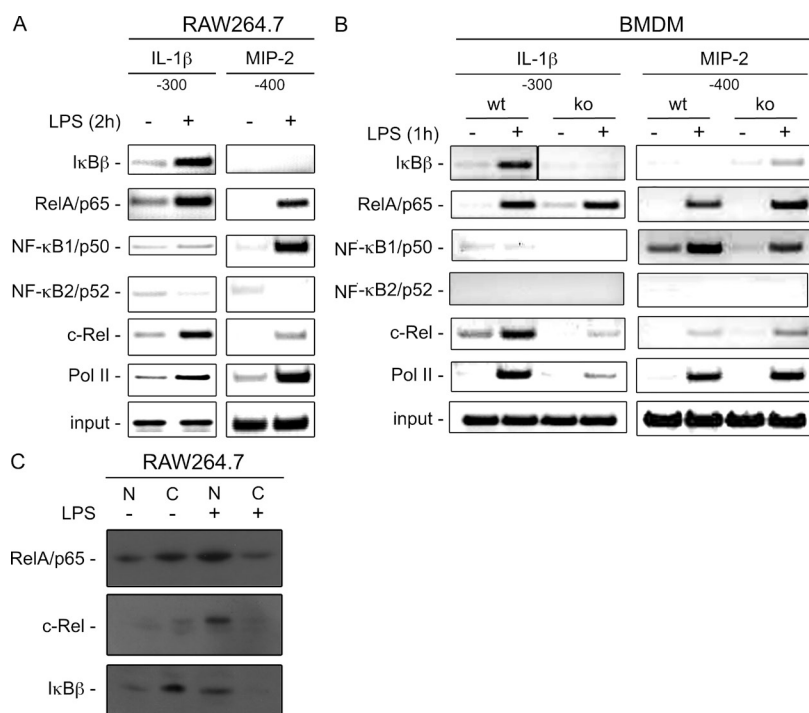 A
RAW264.7
IL-1β MIP-2
-300 -400
LPS (2h) - + - +
IκBβ -
RelA/p65 -
NF-κB1/p50 -
NF-κB2/p52 -
c-Rel -
Pol II -
input -
B
BMDM
IL-1β MIP-2
-300 -400
wt ko wt ko
LPS (1h) - + - + - + - +
IκBβ -
RelA/p65 -
NF-κB1/p50 -
NF-κB2/p52 -
c-Rel -
Pol II -
input -
C
RAW264.7
N C N C
LPS - - + +
RelA/p65 -
c-Rel -
IκBβ -